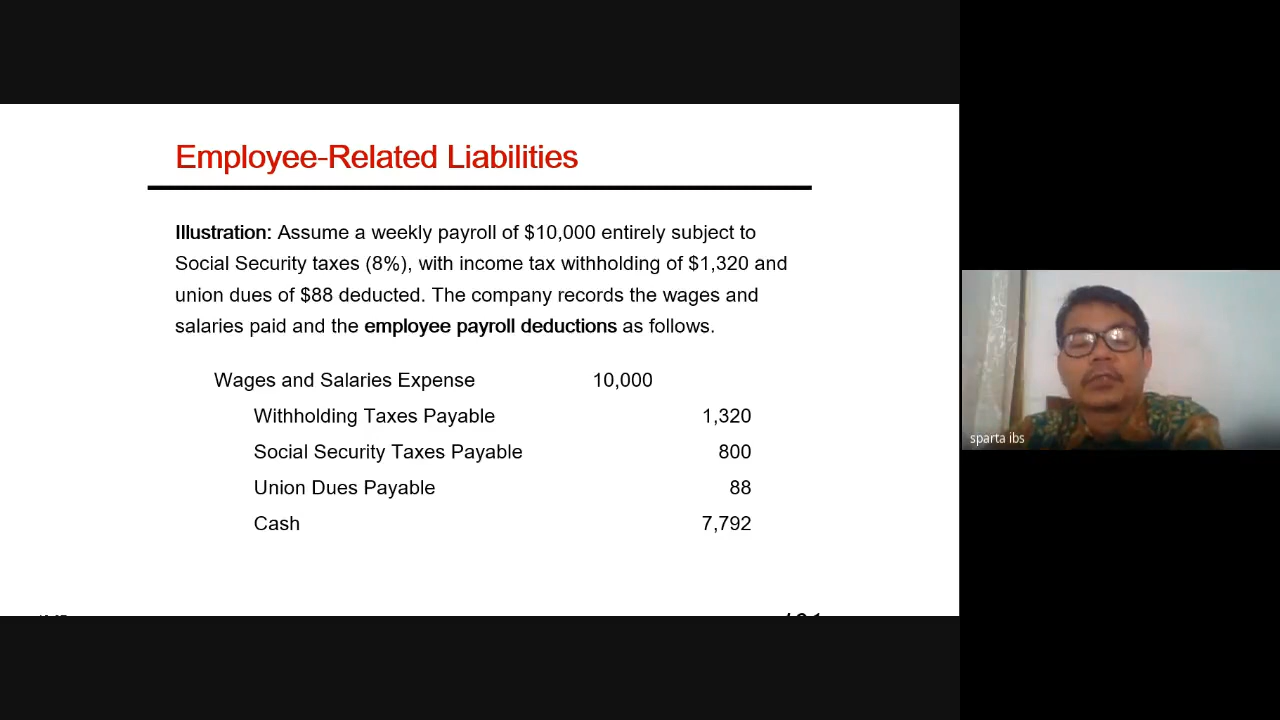 Employee-Related Liabilities
Illustration: Assume a weekly payroll of $10,000 entirely subject to
Social Security taxes (8%), with income tax withholding of $1,320 and
union dues of $88 deducted. The company records the wages and
salaries paid and the employee payroll deductions as follows.
Wages and Salaries Expense 10,000
Withholding Taxes Payable 1,320
Social Security Taxes Payable 800
Union Dues Payable 88
Cash 7,792
sparta ibs